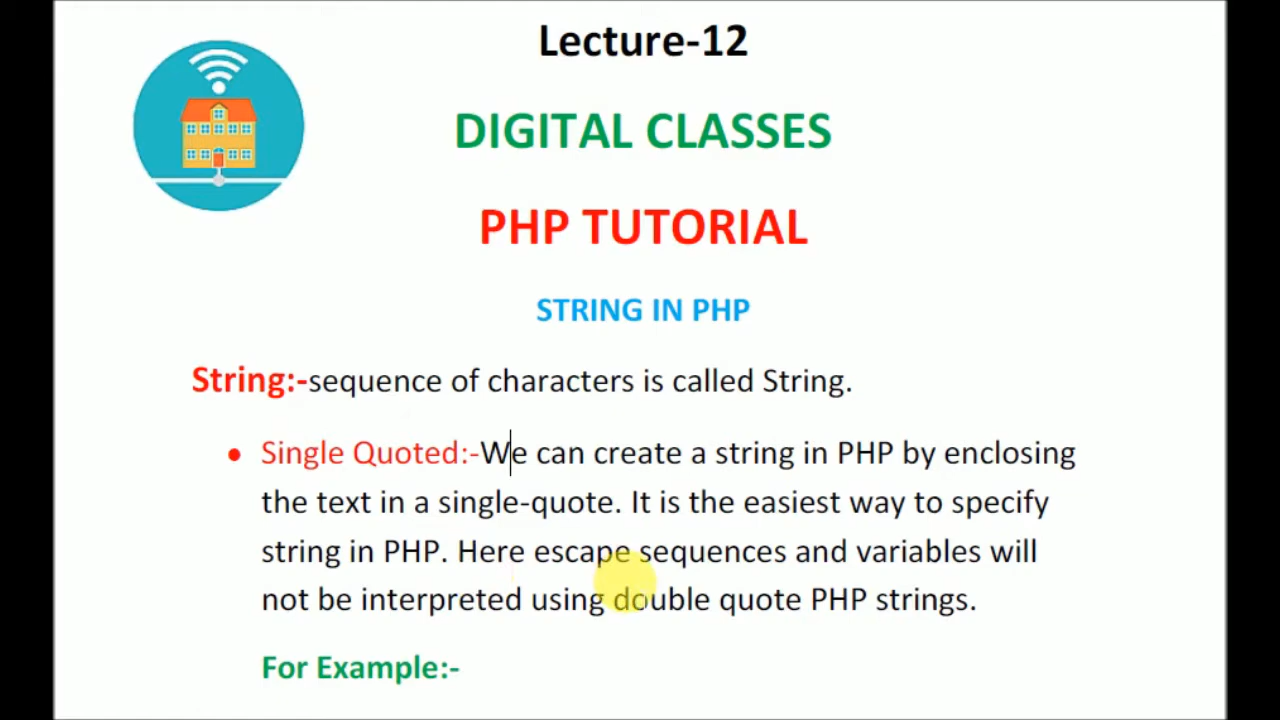 Lecture-12
DIGITAL CLASSES
PHP TUTORIAL
STRING IN PHP
String:-sequence of characters is called String.
• Single Quoted:-We can create a string in PHP by enclosing
the text in a single-quote. It is the easiest way to specify
string in PHP. Here escape sequences and variables will
not be interpreted using double quote PHP strings.
For Example:-